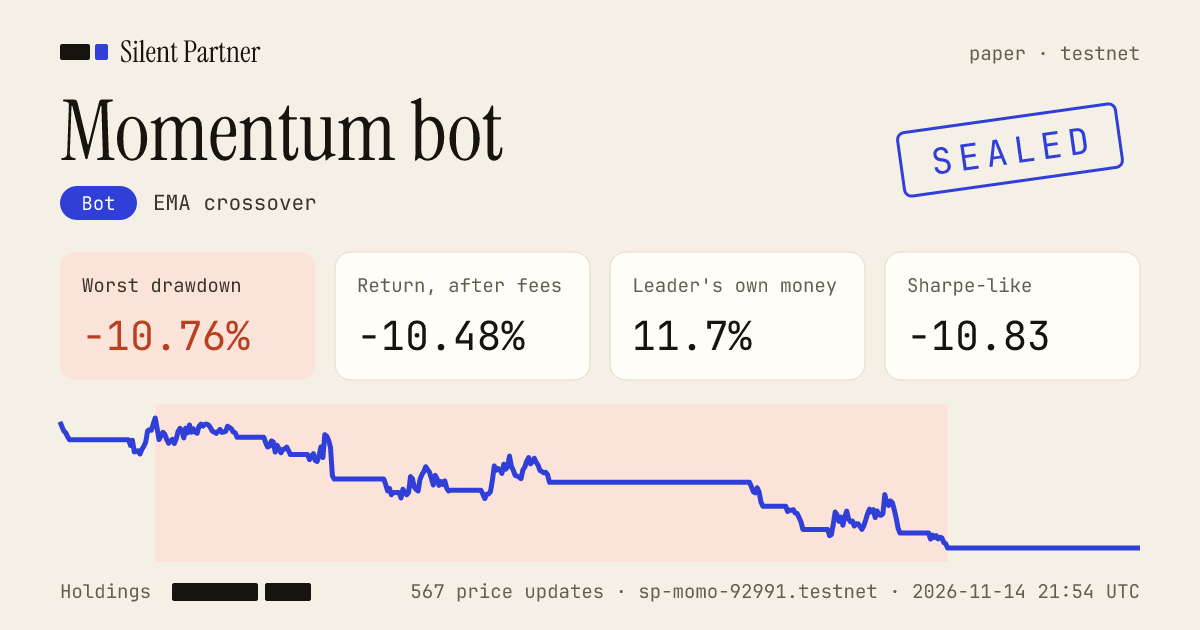 Silent Partner
paper · testnet
Momentum bot
SEALED
Bot EMA crossover
Worst drawdown
-10.76%
Return, after fees
-10.48%
Leader's own money
11.7%
Sharpe-like
-10.83
Holdings
567 price updates · sp-momo-92991.testnet · 2026-11-14 21:54 UTC